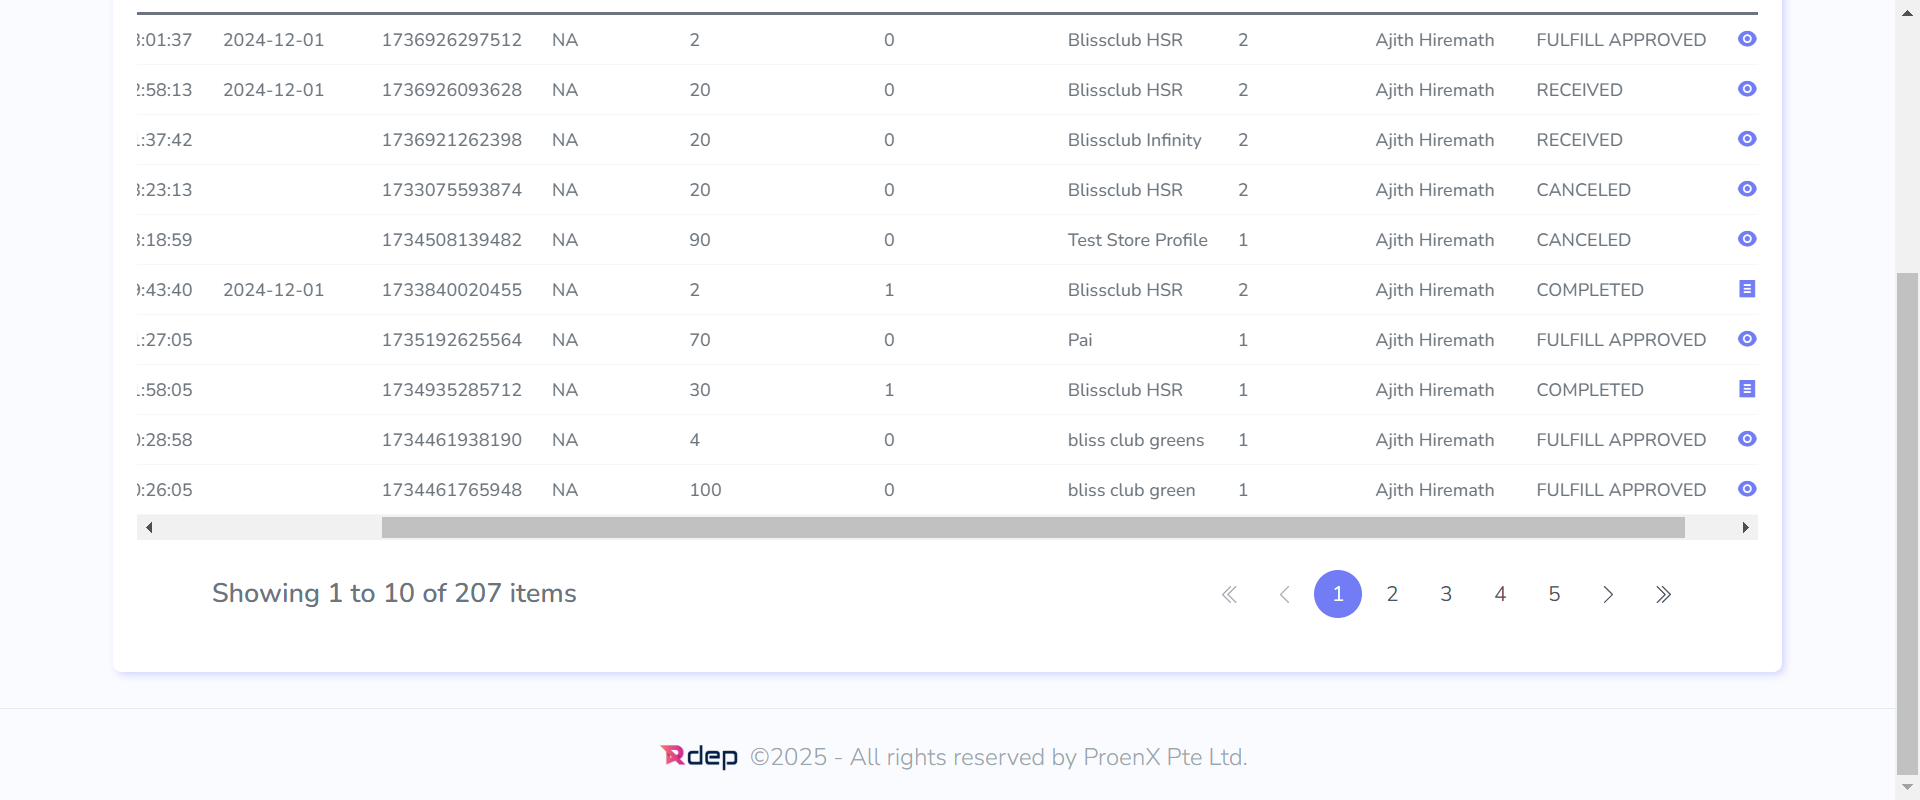 :01:37 2024-12-01 1736926297512 NA 2 0 Blissclub HSR 2 Ajith Hiremath FULFILL APPROVED
:58:13 2024-12-01 1736926093628 NA 20 0 Blissclub HSR 2 Ajith Hiremath RECEIVED
:37:42 1736921262398 NA 20 0 Blissclub Infinity 2 Ajith Hiremath RECEIVED
:23:13 1733075593874 NA 20 0 Blissclub HSR 2 Ajith Hiremath CANCELED
:18:59 1734508139482 NA 90 0 Test Store Profile 1 Ajith Hiremath CANCELED
:43:40 2024-12-01 1733840020455 NA 2 1 Blissclub HSR 2 Ajith Hiremath COMPLETED
:27:05 1735192625564 NA 70 0 Pai 1 Ajith Hiremath FULFILL APPROVED
:58:05 1734935285712 NA 30 1 Blissclub HSR 1 Ajith Hiremath COMPLETED
:28:58 1734461938190 NA 4 0 bliss club greens 1 Ajith Hiremath FULFILL APPROVED
:26:05 1734461765948 NA 100 0 bliss club green 1 Ajith Hiremath FULFILL APPROVED
Showing 1 to 10 of 207 items
1 2 3 4 5
Rdep ©2025 - All rights reserved by ProenX Pte Ltd.